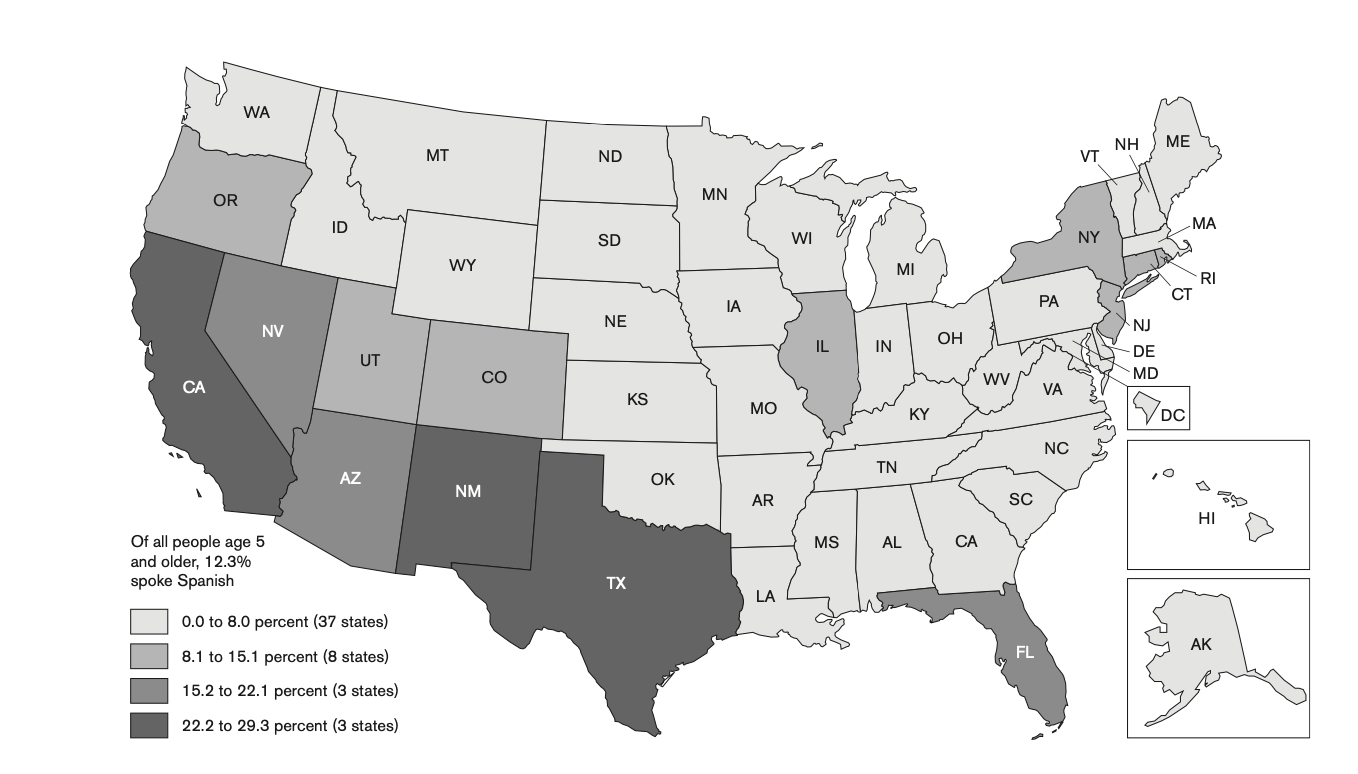 WA
MT
ND
MN
OR
ID
WY
SD
WI
MI
VT
NH
ME
NY
MA
RI
CT
NJ
DE
MD
DC
NV
UT
CO
NE
IA
IL
IN
OH
PA
CA
KS
MO
KY
WV
VA
AZ
NM
OK
AR
TN
NC
SC
TX
LA
MS
AL
CA
FL
HI
AK
Of all people age 5
and older, 12.3%
spoke Spanish
0.0 to 8.0 percent (37 states)
8.1 to 15.1 percent (8 states)
15.2 to 22.1 percent (3 states)
22.2 to 29.3 percent (3 states)